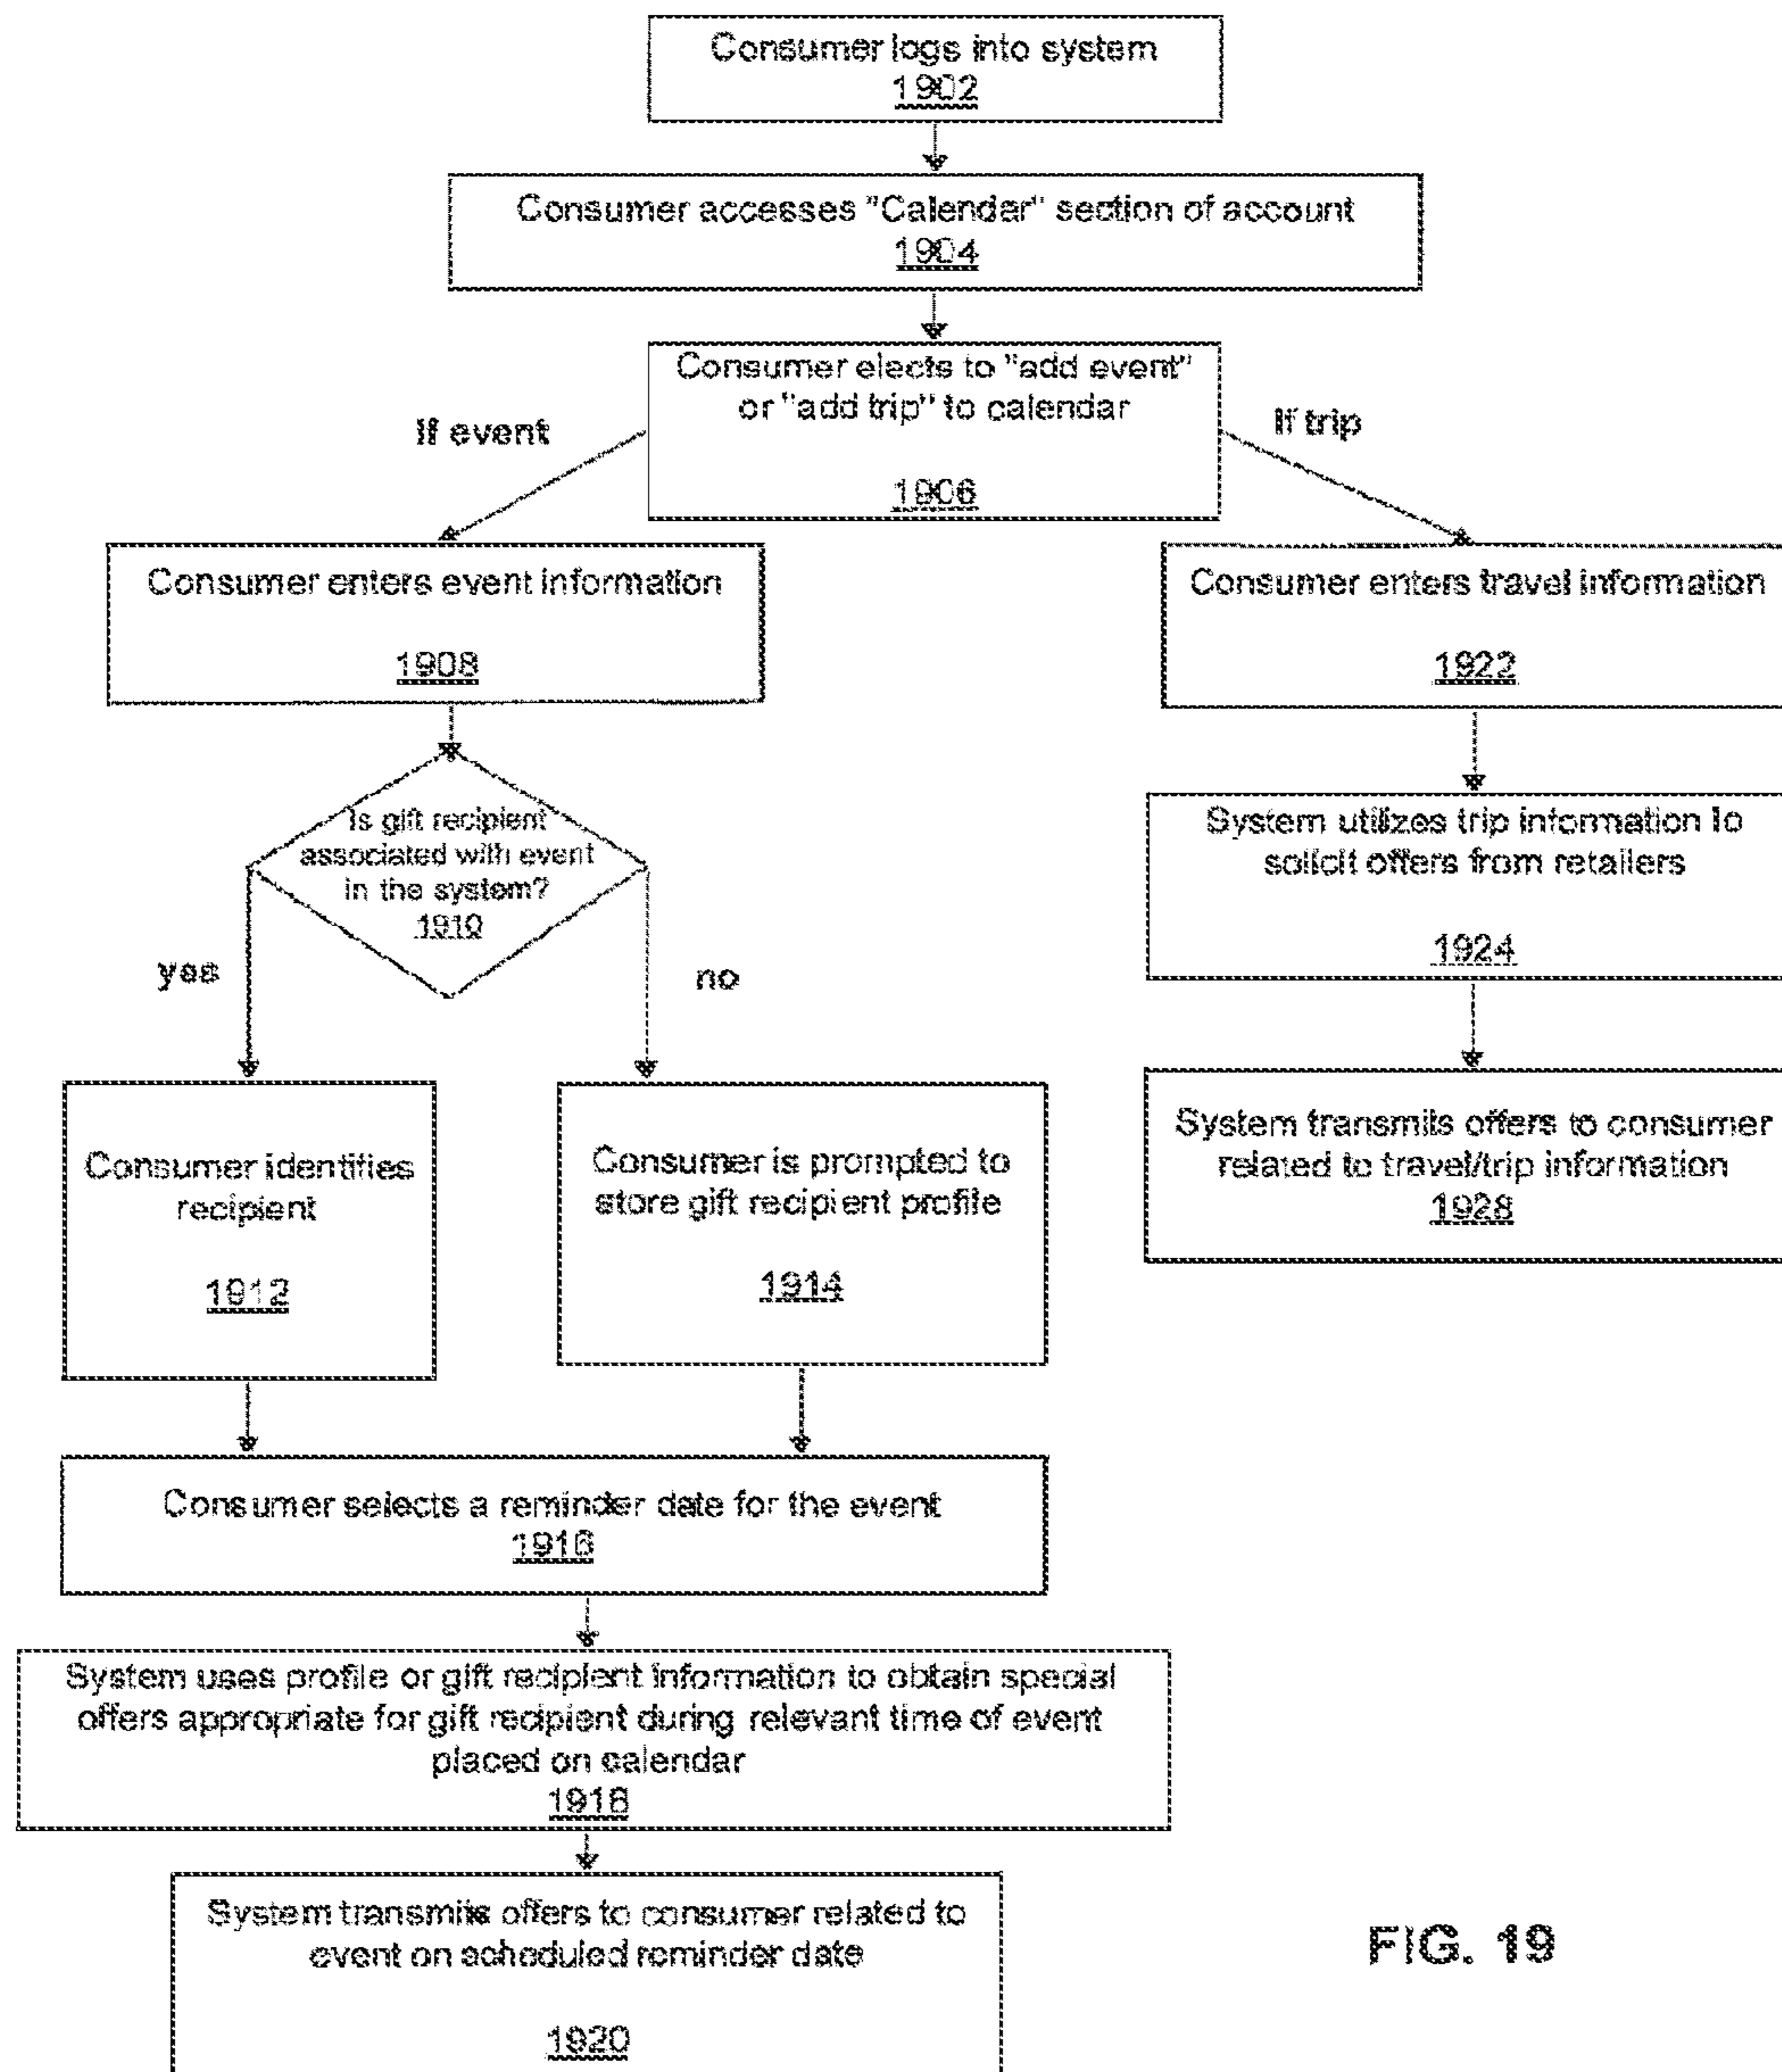 Consumer logs into system
1902
Consumer accesses "Calendar" section of account
1904
Consumer elects to "add event"
or "add trip" to calendar
1906
If event
If trip
Consumer enters event information
1908
Consumer enters travel information
1922
Is gift recipient
associated with event
in the system?
1910
yes
no
System utilizes trip information to
solicit offers from retailers
1924
Consumer identifies
recipient
1912
Consumer is prompted to
store gift recipient profile
1914
System transmits offers to consumer
related to travel/trip information
1928
Consumer selects a reminder date for the event
1916
System uses profile or gift recipient information to obtain special
offers appropriate for gift recipient during relevant time of event
placed on calendar
1918
System transmits offers to consumer related to
event on scheduled reminder date
1920
FIG. 19